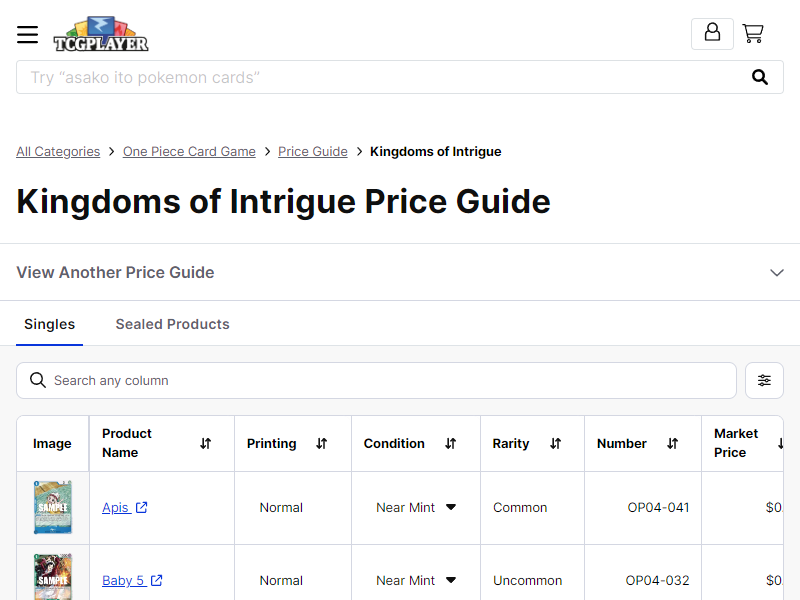 TCGPLAYER
Try “asako ito pokemon cards”
All Categories > One Piece Card Game > Price Guide > Kingdoms of Intrigue
Kingdoms of Intrigue Price Guide
View Another Price Guide
Singles Sealed Products
Search any column
Image Product Name Printing Condition Rarity Number Market Price
SAMPLE Apis Normal Near Mint Common OP04-041 $0
SAMPLE Baby 5 Normal Near Mint Uncommon OP04-032 $0